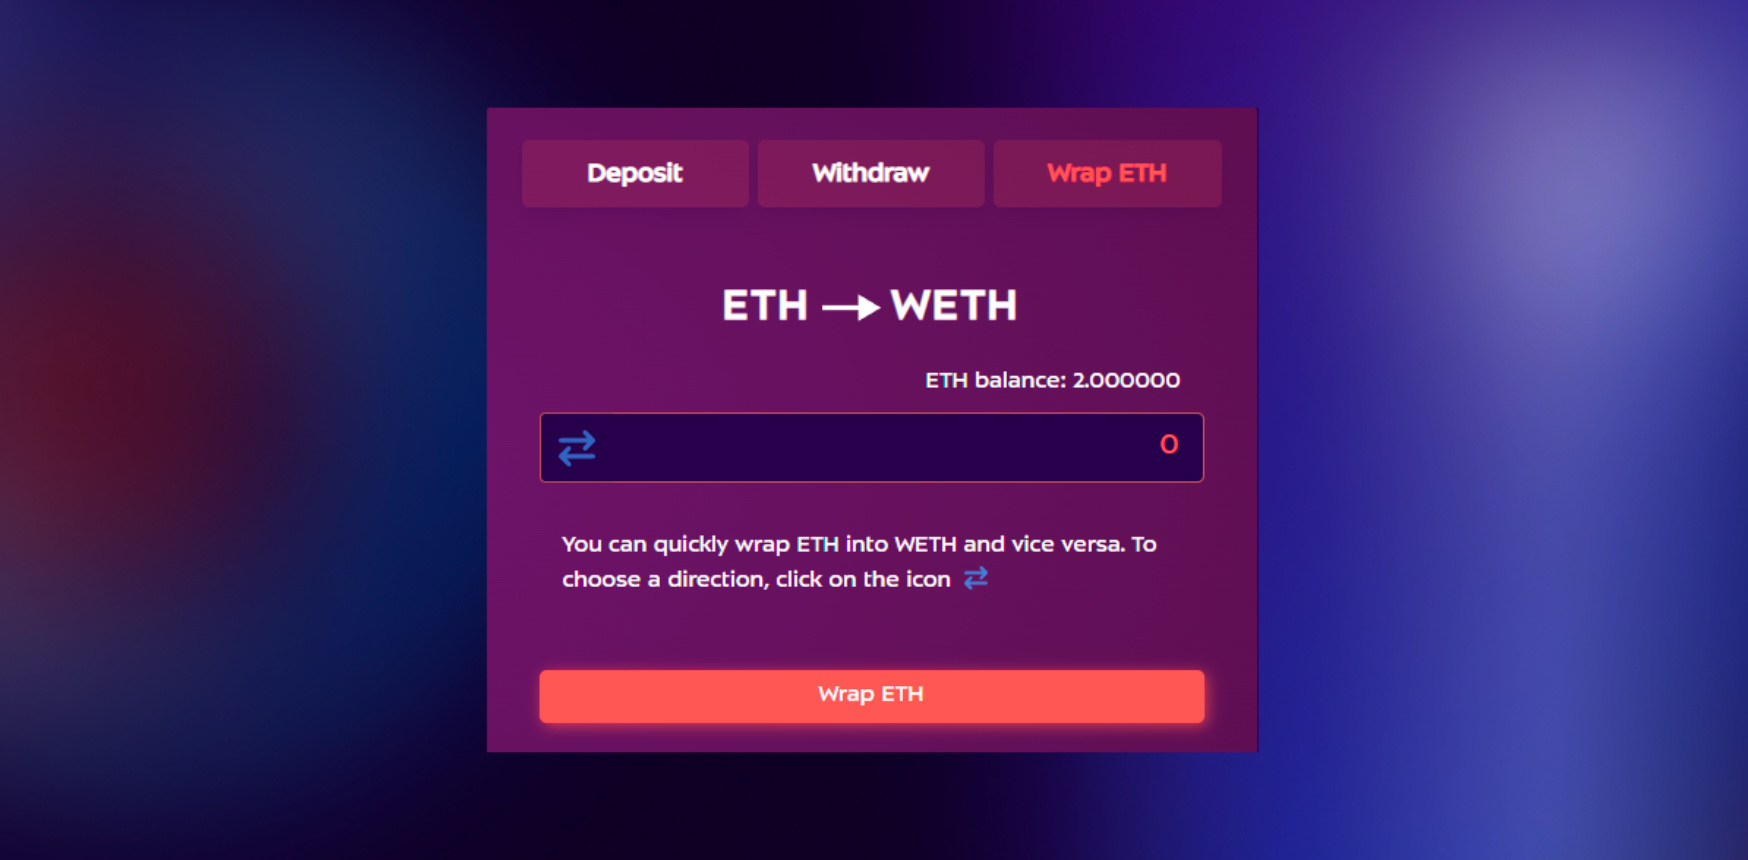 Deposit
Withdraw
Wrap ETH
ETH → WETH
ETH balance: 2.000000
0
You can quickly wrap ETH into WETH and vice versa. To
choose a direction, click on the icon
Wrap ETH